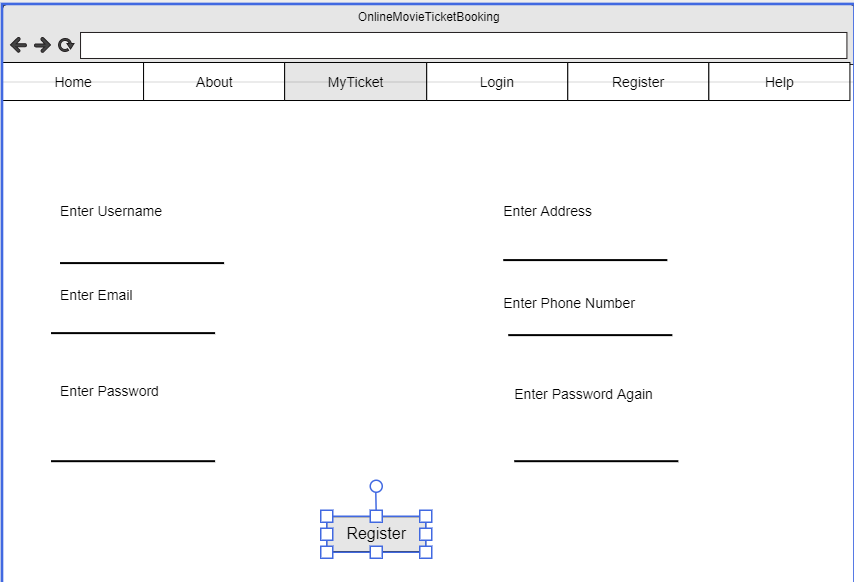 OnlineMovieTicketBooking
Home About MyTicket Login Register Help
Enter Username Enter Address
Enter Email Enter Phone Number
Enter Password Enter Password Again
Register